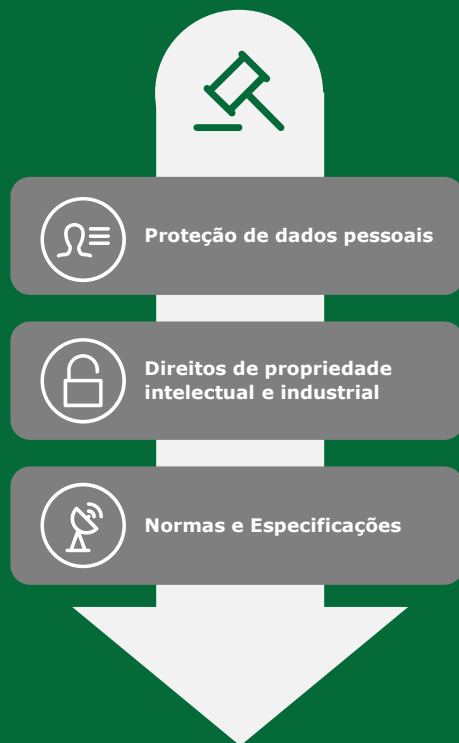 Proteção de dados pessoais
Direitos de propriedade
intelectual e industrial
Normas e Especificações